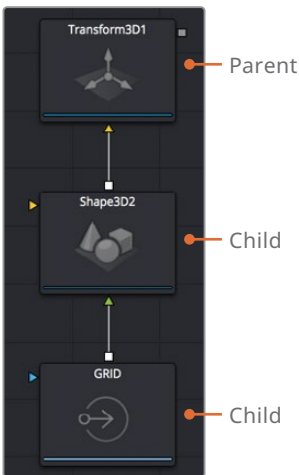 Transform3D1
Parent
Shape3D2
Child
GRID
Child